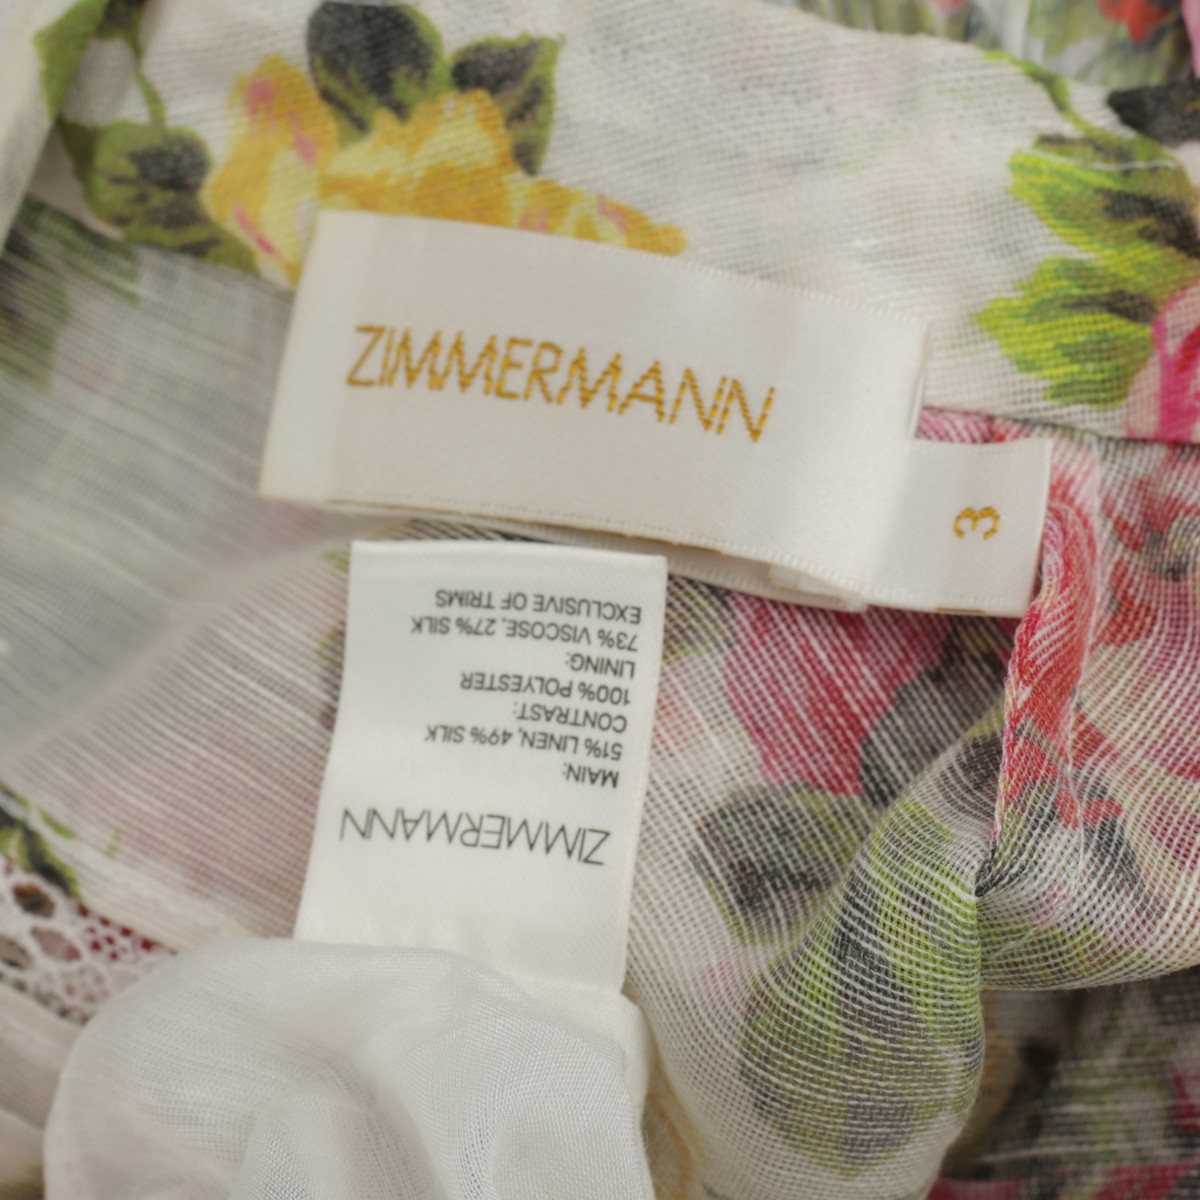 ZIMMERMANN
3
ZIMMERMANN
MAIN:
51% LINEN, 49% SILK
CONTRAST:
100% POLYESTER
LINING:
73% VISCOSE, 27% SILK
EXCLUSIVE OF TRIMS